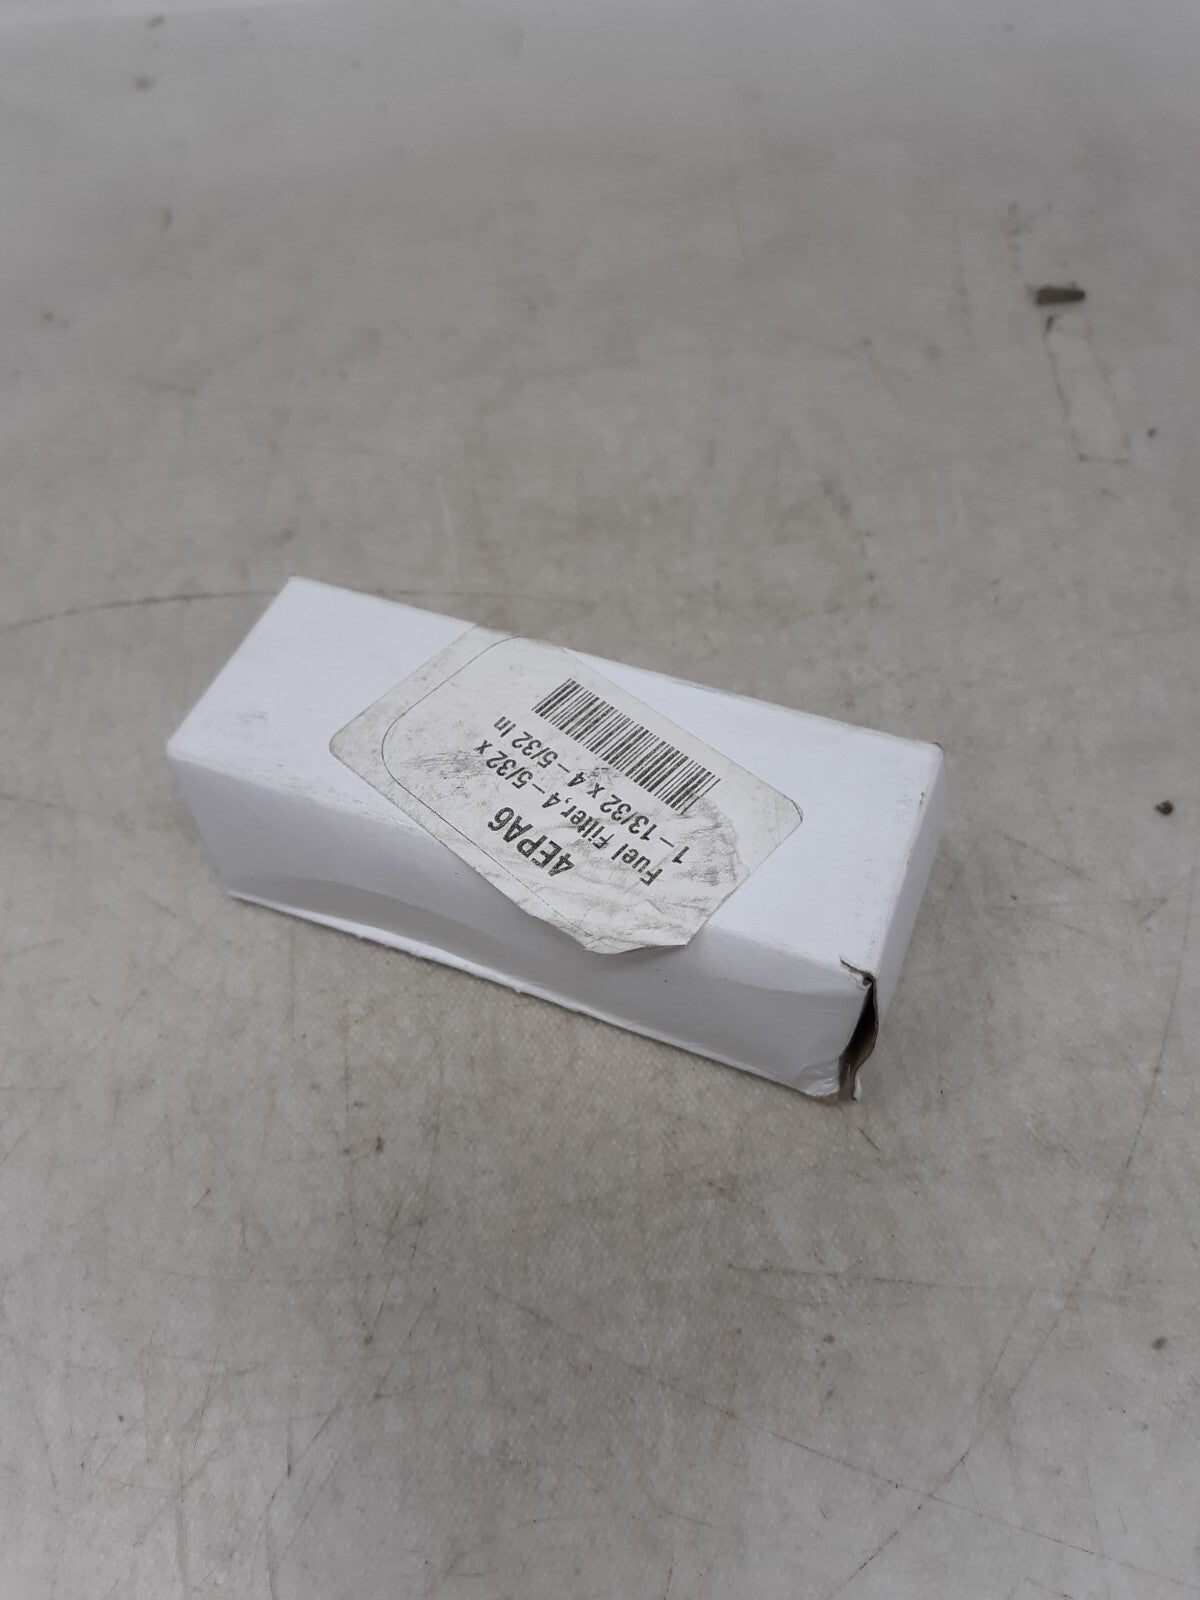 4EPA6
Fuel Filter,4-5/32 x
1-13/32 x 4-5/32 In